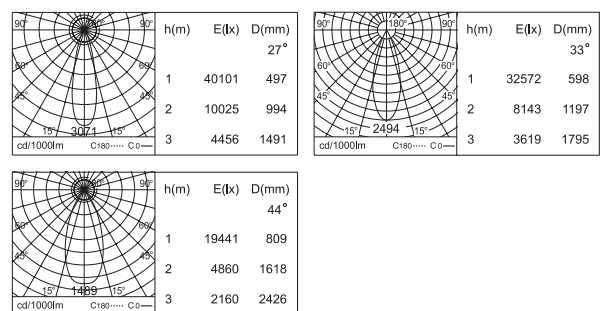 90° 90° h(m) E(lx) D(mm)
27°
60° 60° 1 40101 497
45° 45° 2 10025 994
15° 3071 15° 3 4456 1491
cd/1000lm C180····· C0—
90° 180° 90° h(m) E(lx) D(mm)
33°
60° 60° 1 32572 598
45° 45° 2 8143 1197
15° 2494 15° 3 3619 1795
cd/1000lm C180····· C0—
90° 90° h(m) E(lx) D(mm)
44°
60° 60° 1 19441 809
45° 45° 2 4860 1618
15° 1489 15° 3 2160 2426
cd/1000lm C180····· C0—